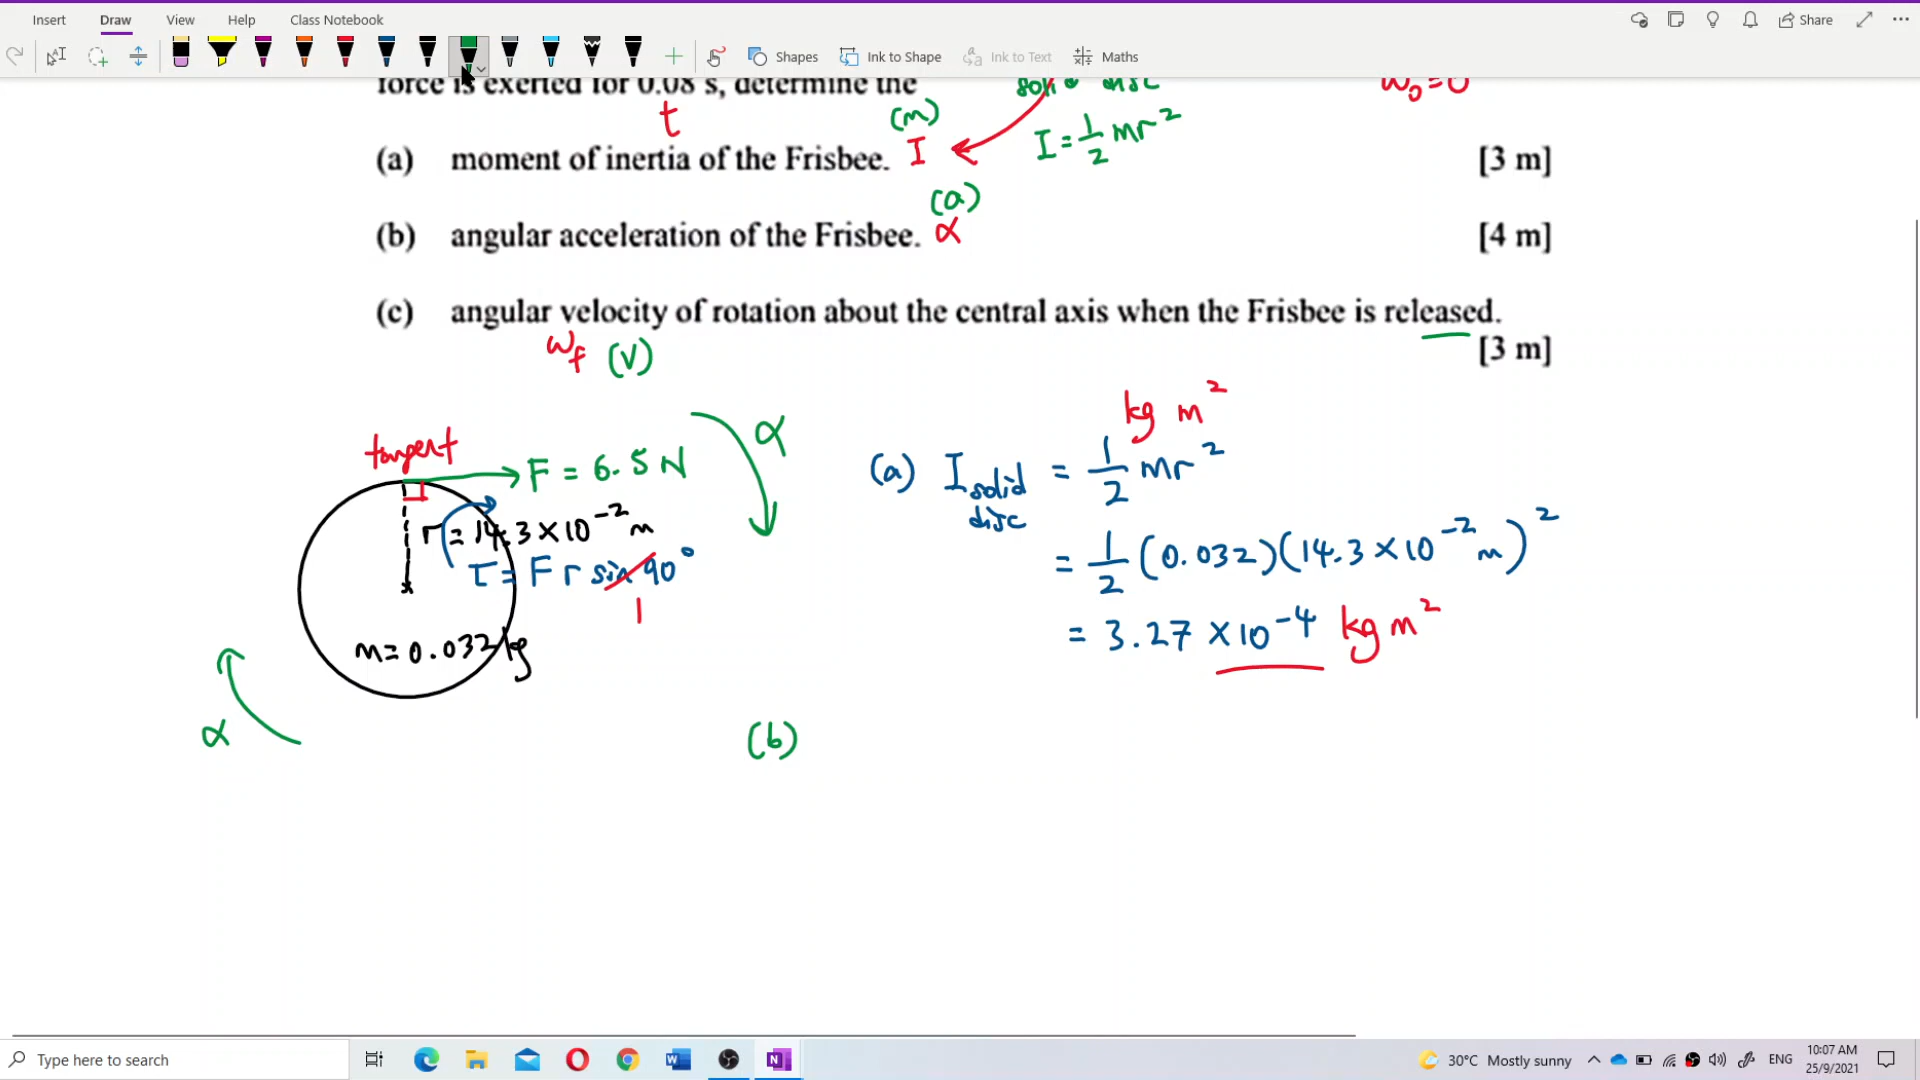 Insert Draw View Help Class Notebook Share
Shapes Ink to Shape Ink to Text Maths
force is exerted for 0.08 s, determine the
solid disc
ω₀=0
t
(m)
I = 1/2 mr²
(a) moment of inertia of the Frisbee. I [3 m]
(a)
(b) angular acceleration of the Frisbee. α [4 m]
(c) angular velocity of rotation about the central axis when the Frisbee is released.
[3 m]
ωf (v)
kg m²
α
tangent
F = 6.5 N
(a) I solid disc = 1/2 mr²
r = 14.3 × 10⁻² m
= 1/2 (0.032)(14.3 × 10⁻² m)²
τ = F r sin 90°
1
= 3.27 × 10⁻⁴ kg m²
m = 0.032 kg
α
(b)
Type here to search
30°C Mostly sunny
ENG
10:07 AM
25/9/2021